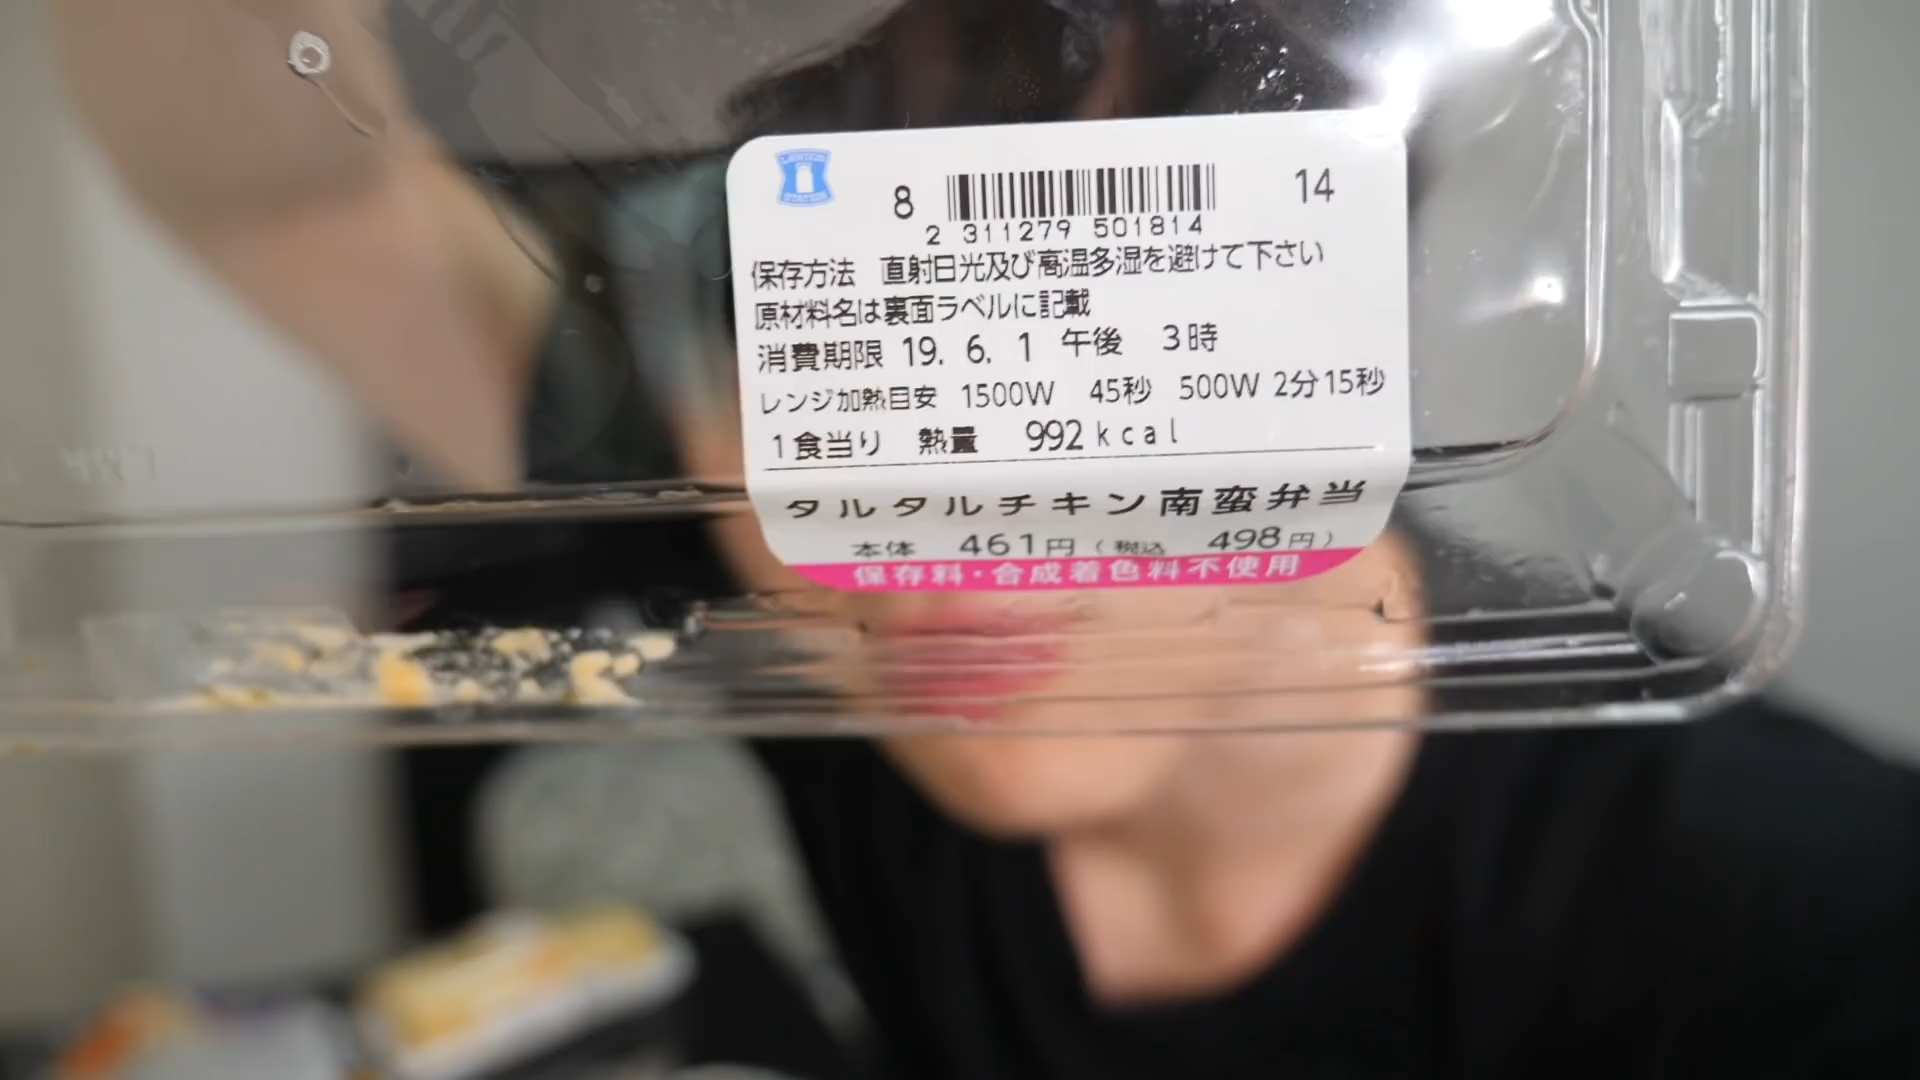 LAWSON
STATION
8 14
2 311279 501814
保存方法 直射日光及び高温多湿を避けて下さい
原材料名は裏面ラベルに記載
消費期限 19. 6. 1 午後 3時
レンジ加熱目安 1500W 45秒 500W 2分15秒
1食当り 熱量 992kcal
タルタルチキン南蛮弁当
本体 461円(税込 498円)
保存料・合成着色料不使用